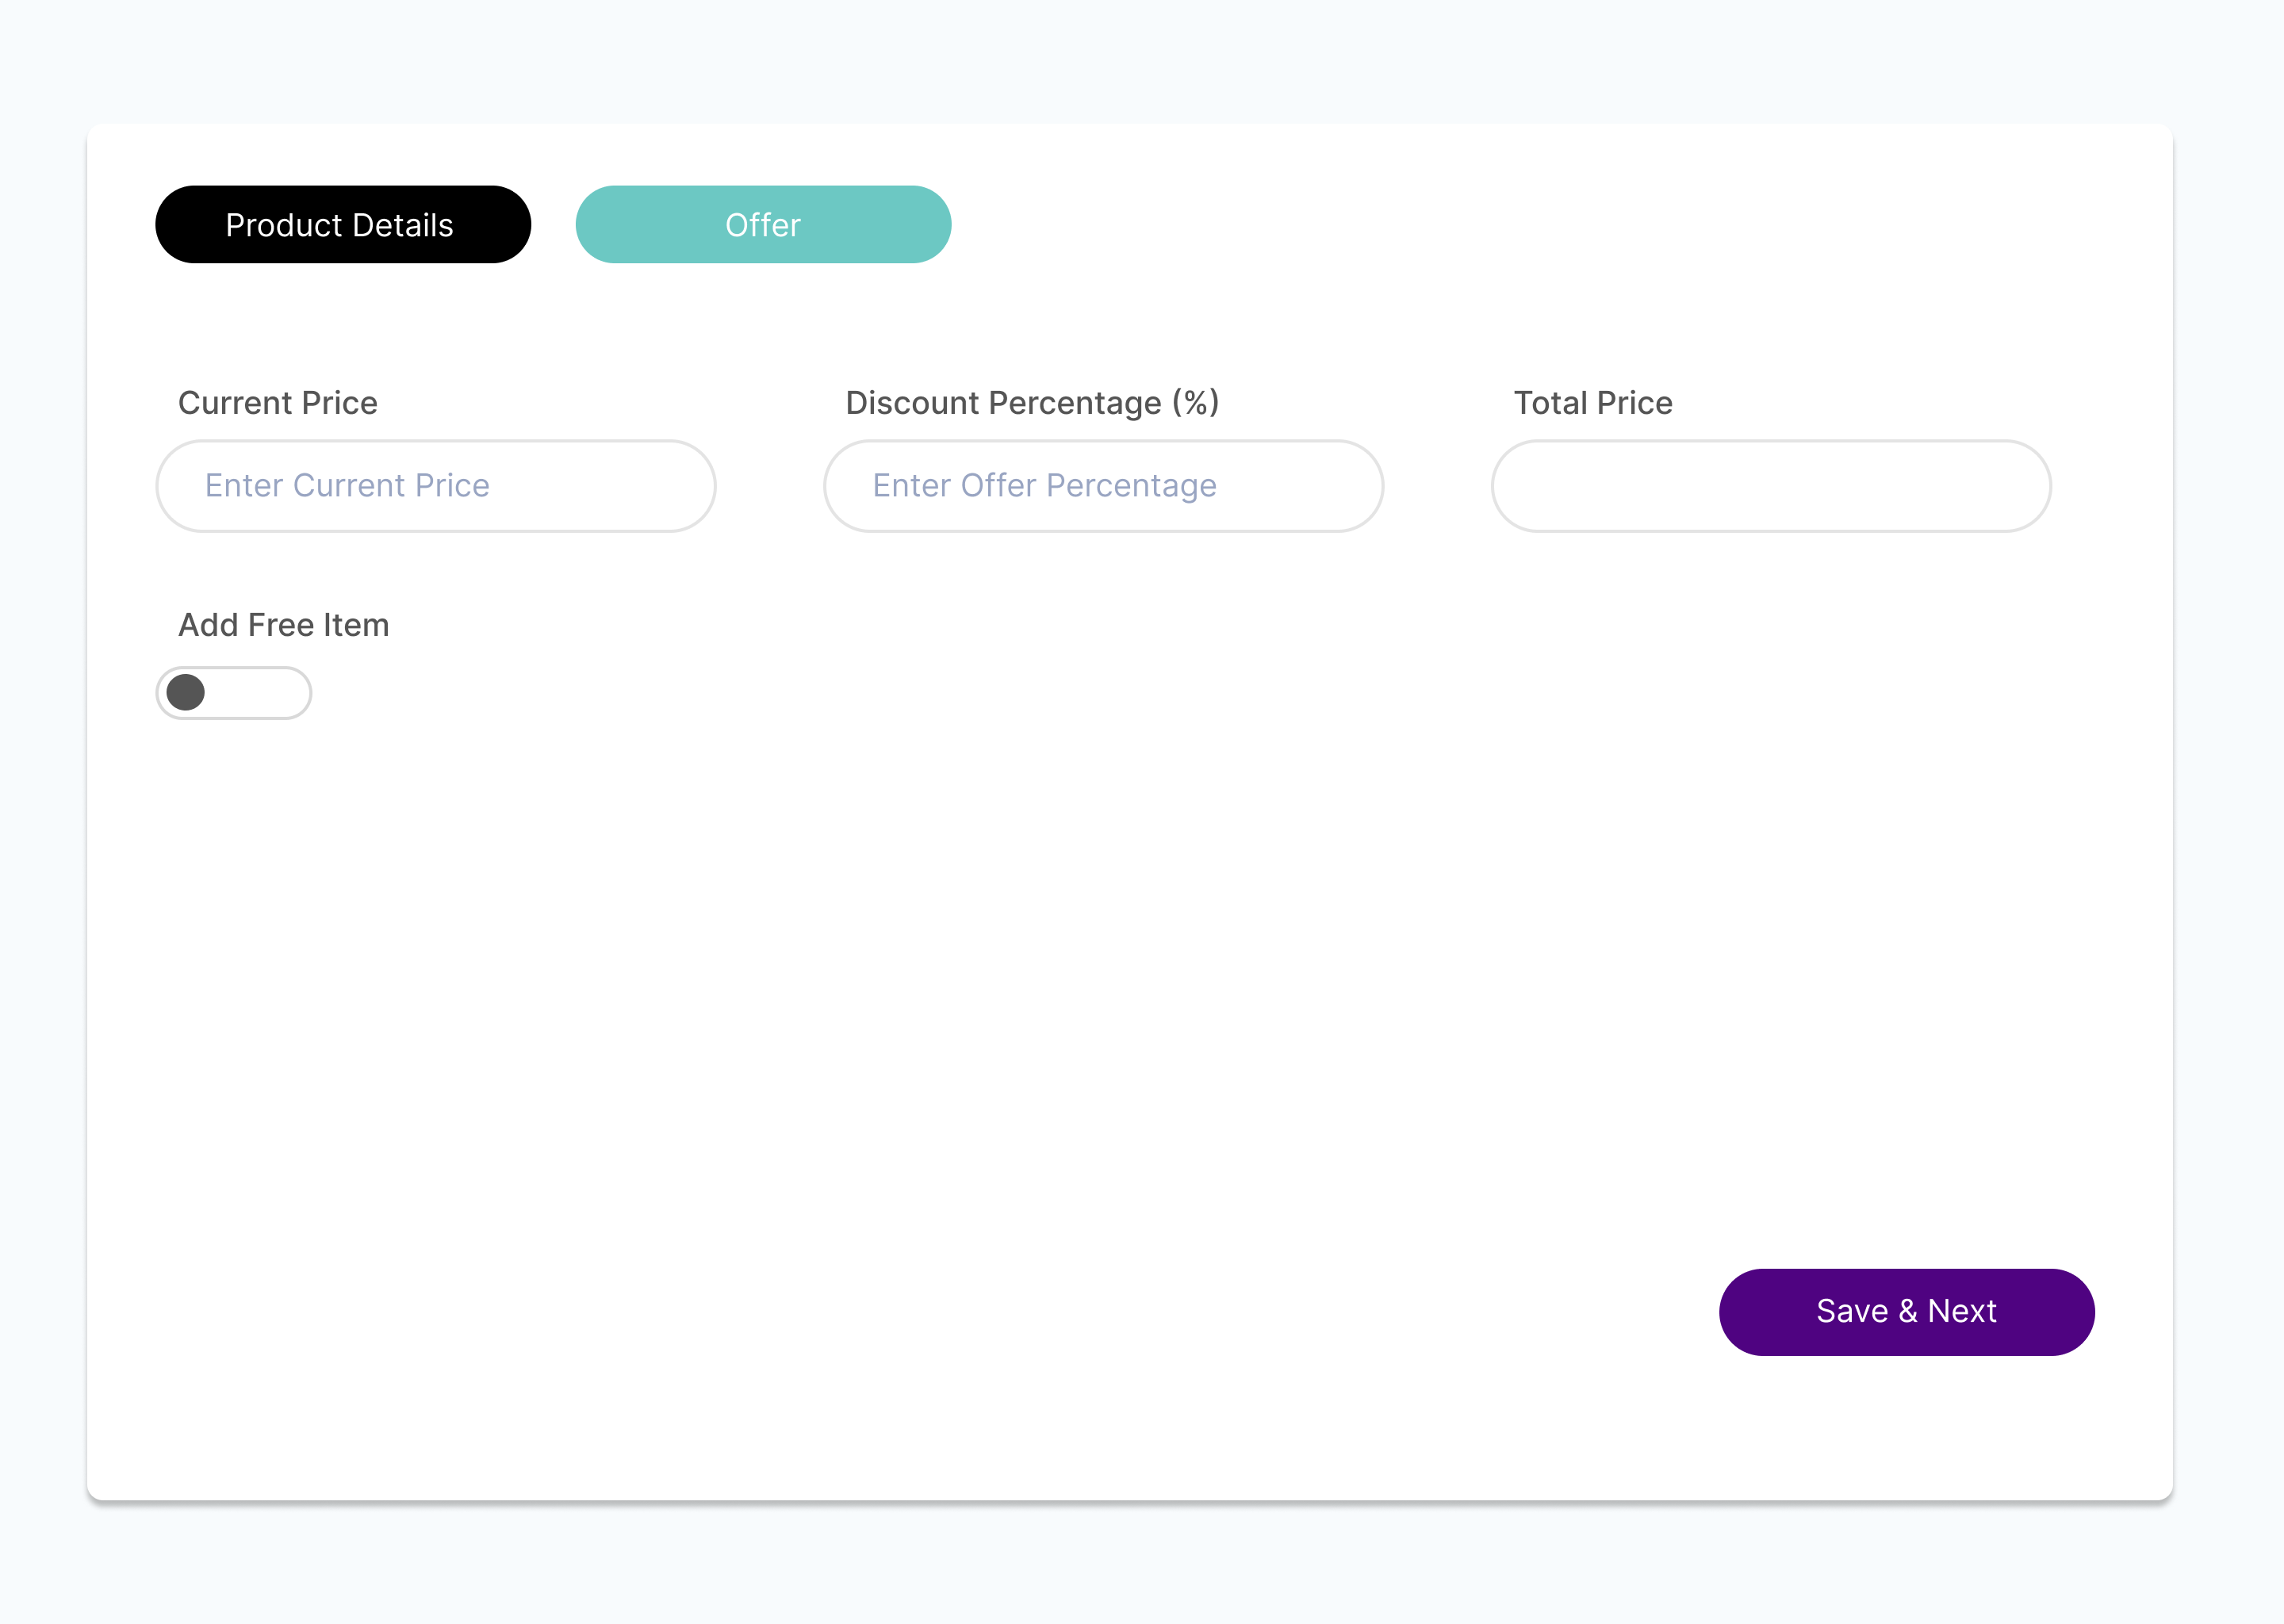 Product Details
Offer
Current Price
Discount Percentage (%)
Total Price
Enter Current Price
Enter Offer Percentage
Add Free Item
Save & Next